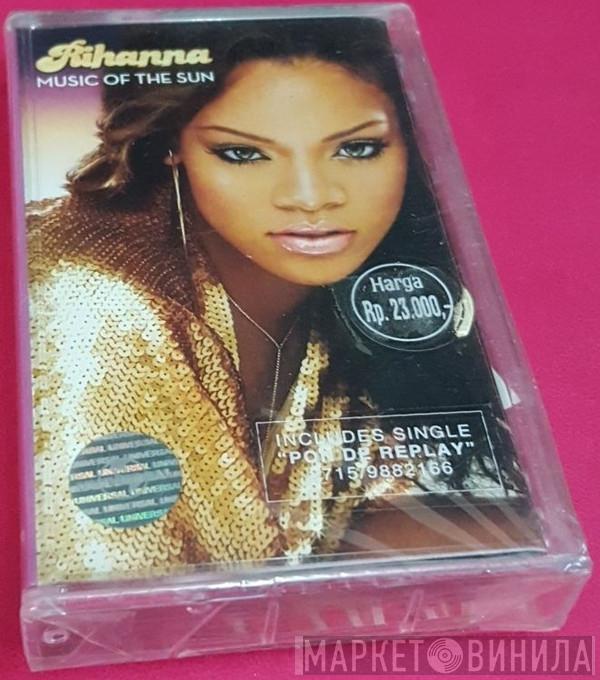 Rihanna
MUSIC OF THE SUN
Harga
Rp. 23.000,-
INCLUDES SINGLE
"PON DE REPLAY"
715/9882166
UNIVERSAL UNIVERSAL
МАРКЕТ ВИНИЛА